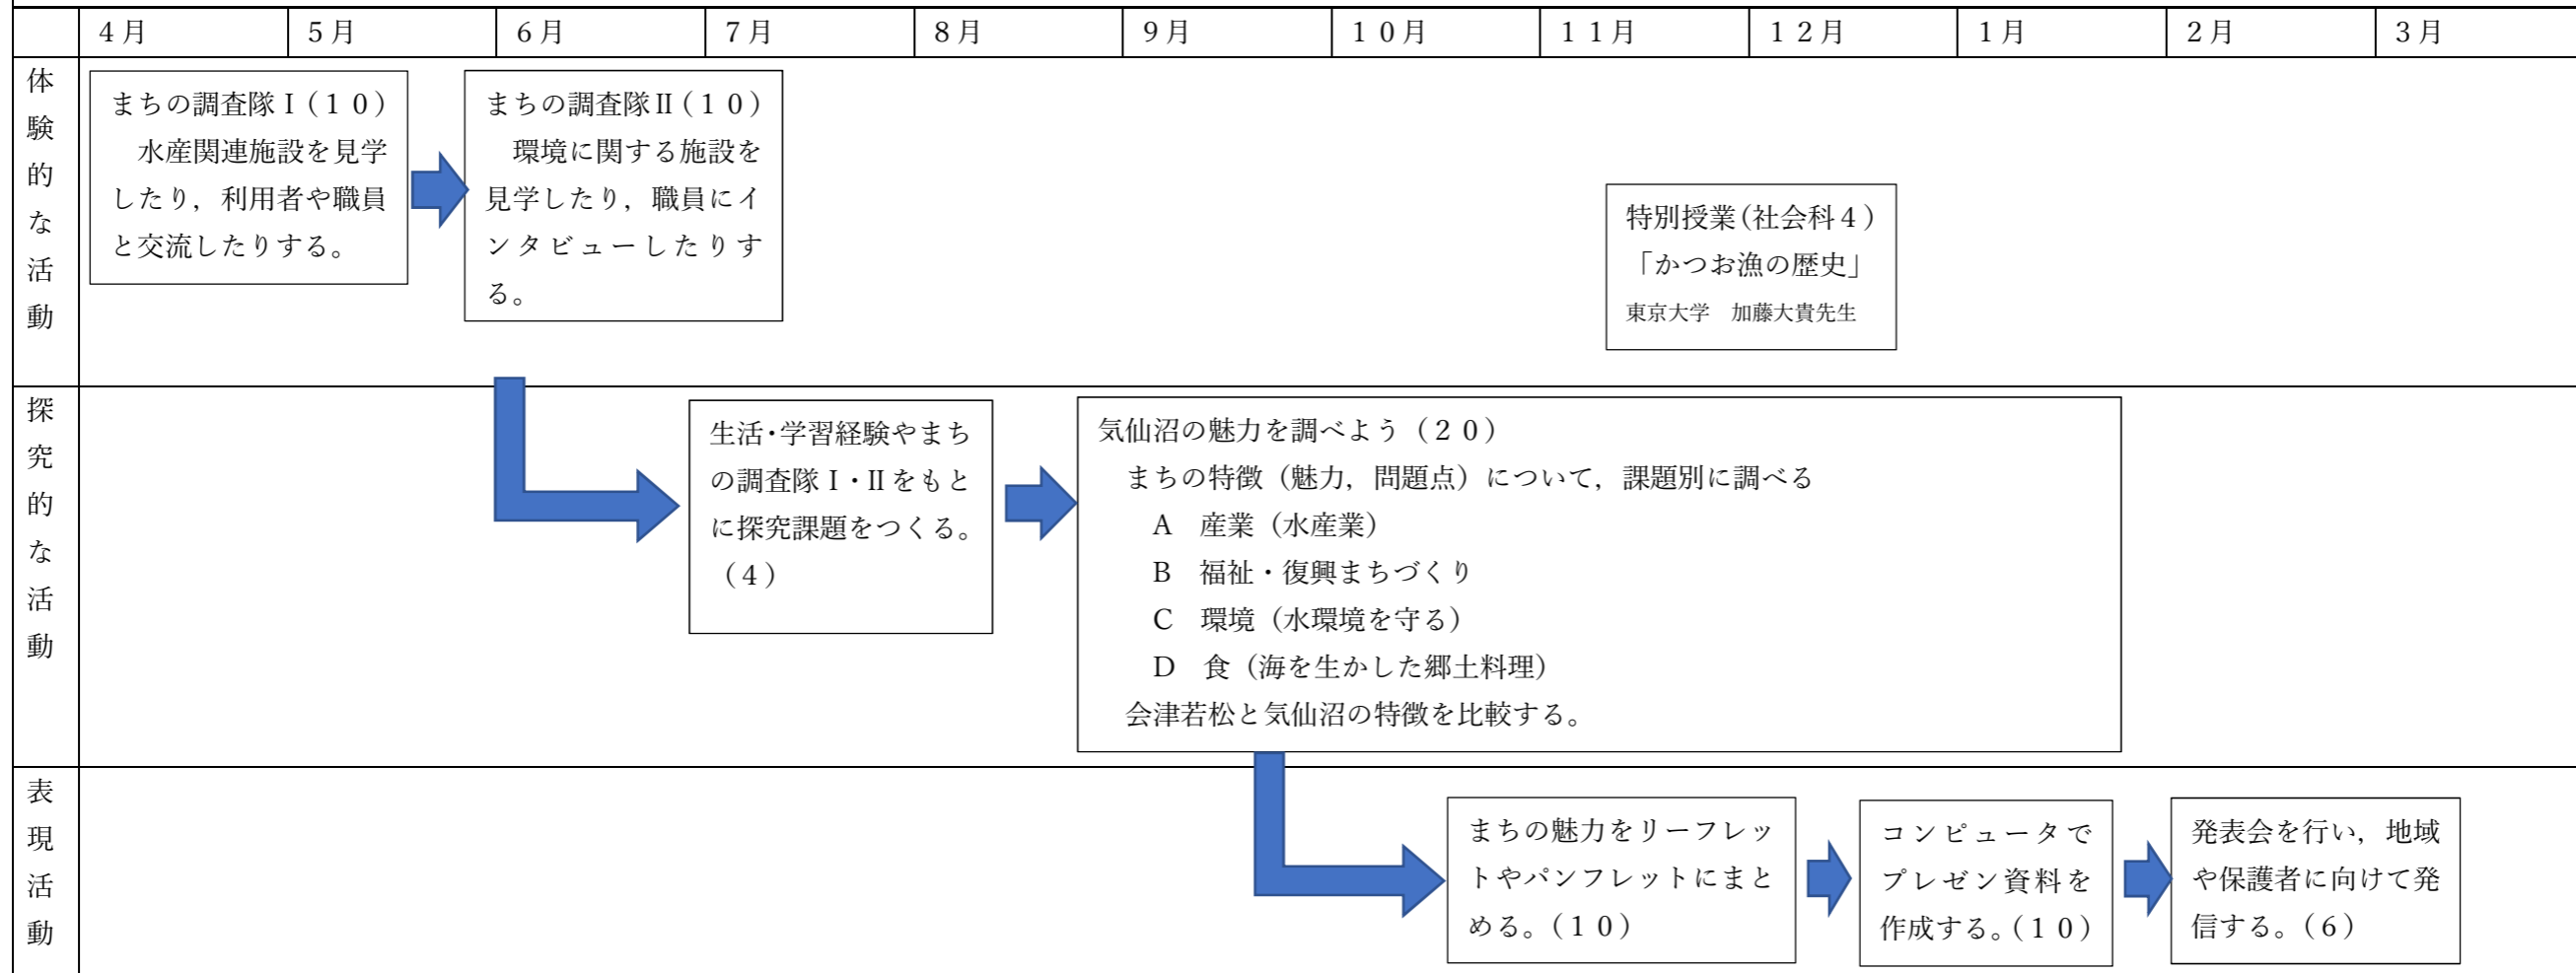 4月 5月 6月 7月 8月 9月 10月 11月 12月 1月 2月 3月
体験的な活動
まちの調査隊Ⅰ(10)
水産関連施設を見学
したり，利用者や職員
と交流したりする。
まちの調査隊Ⅱ(10)
環境に関する施設を
見学したり，職員にイ
ンタビューしたりす
る。
特別授業(社会科4)
「かつお漁の歴史」
東京大学　加藤大貴先生
探究的な活動
生活・学習経験やまち
の調査隊Ⅰ・Ⅱをもと
に探究課題をつくる。
(4)
気仙沼の魅力を調べよう（20）
まちの特徴（魅力，問題点）について，課題別に調べる
A　産業（水産業）
B　福祉・復興まちづくり
C　環境（水環境を守る）
D　食（海を生かした郷土料理）
会津若松と気仙沼の特徴を比較する。
表現活動
まちの魅力をリーフレッ
トやパンフレットにまと
める。(10)
コンピュータで
プレゼン資料を
作成する。(10)
発表会を行い，地域
や保護者に向けて発
信する。(6)